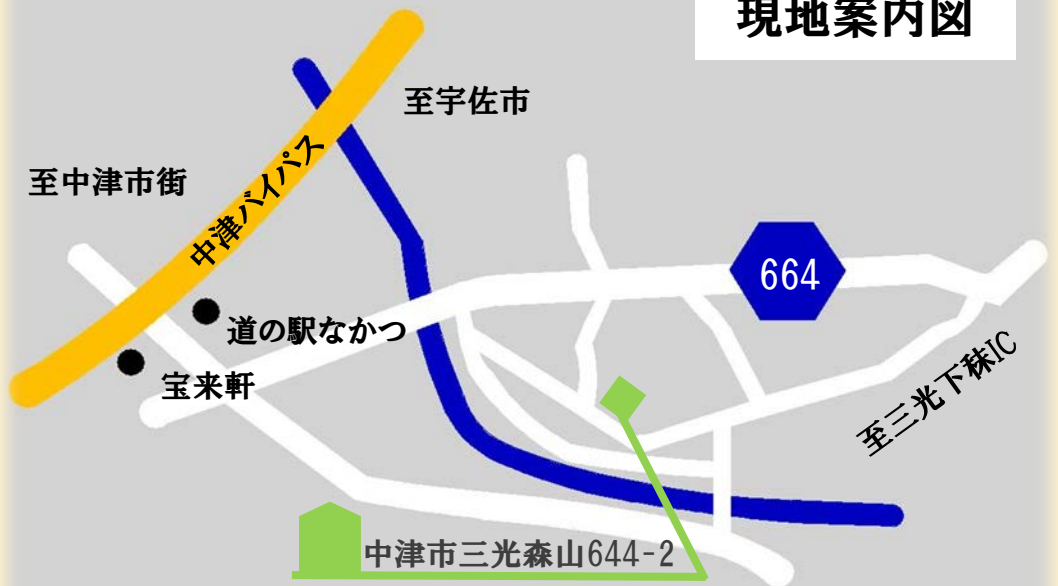 現地案内図
至宇佐市
至中津市街
中津バイパス
664
道の駅なかつ
宝来軒
至三光下秣IC
中津市三光森山644-2